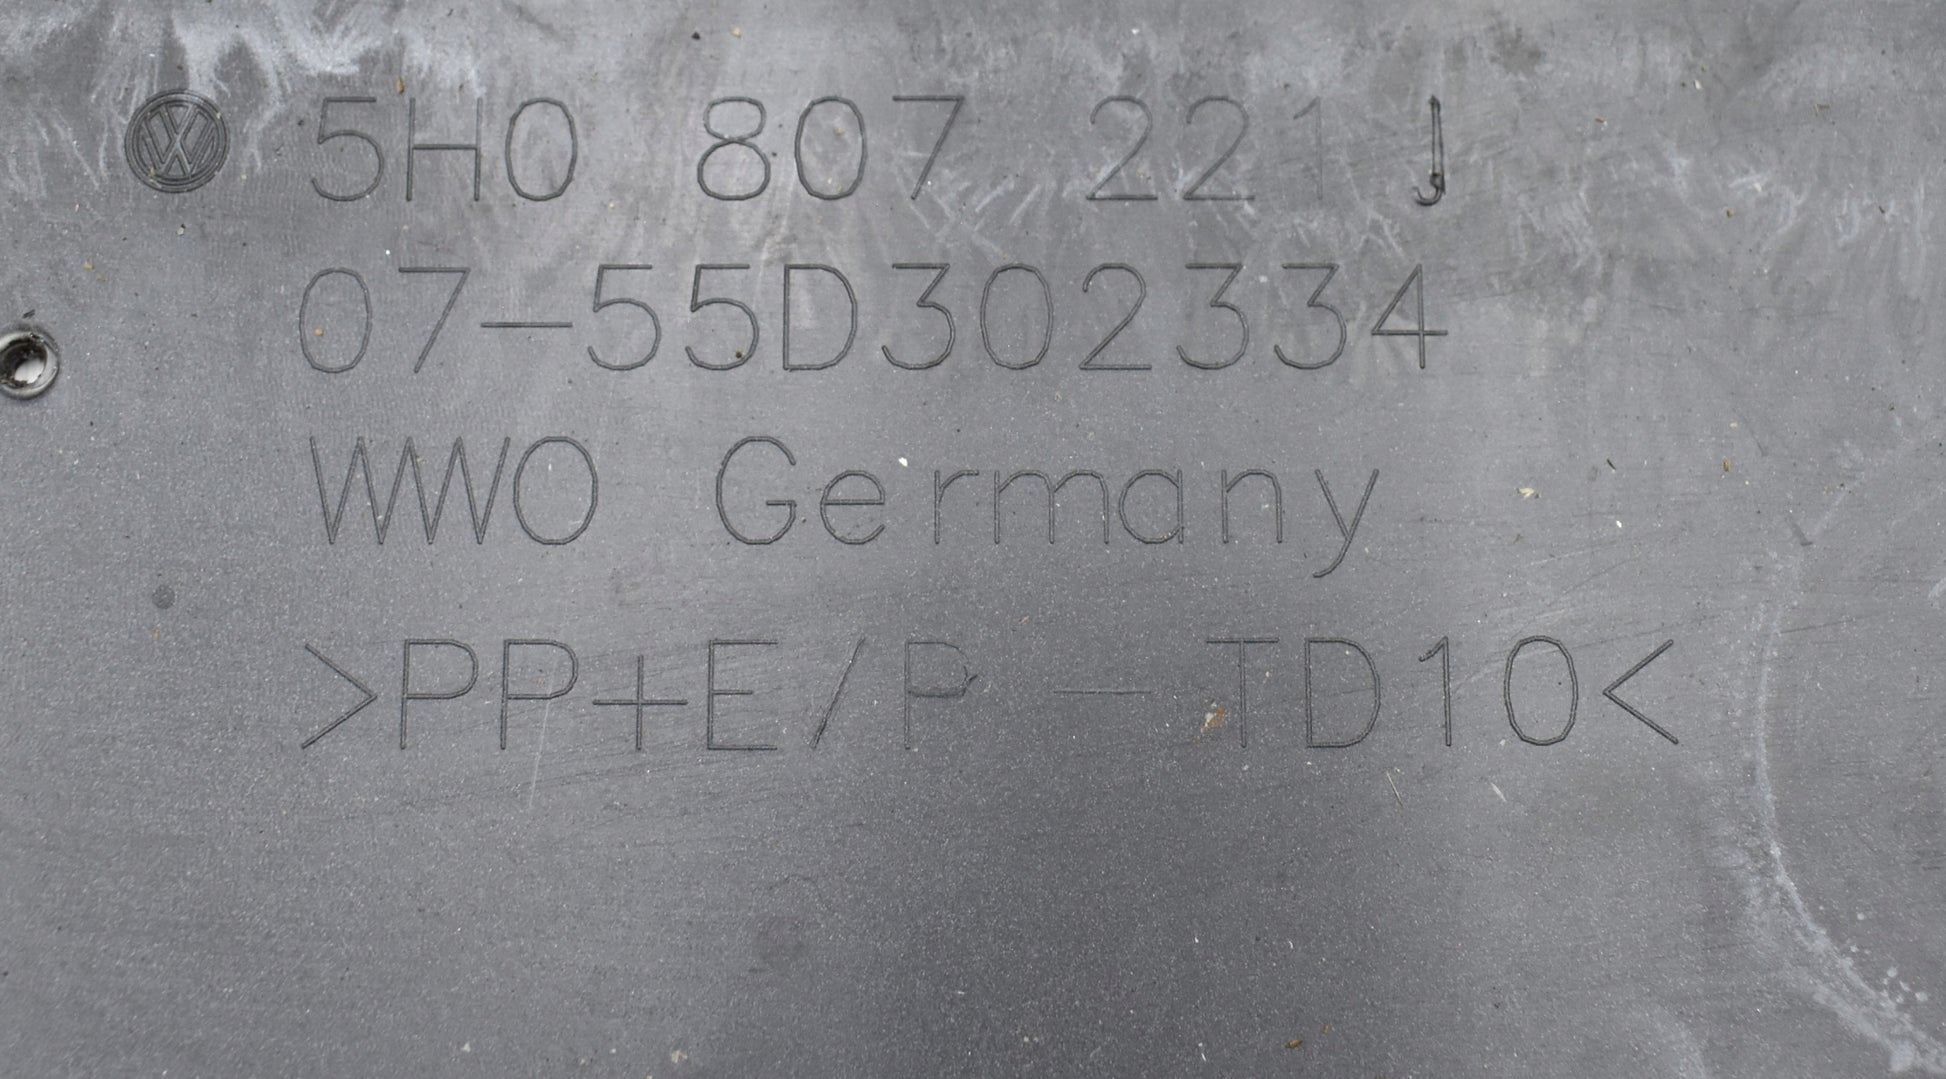 5H0 807 221 J
07-55D302334
WWO Germany
>PP+E/P - TD10<